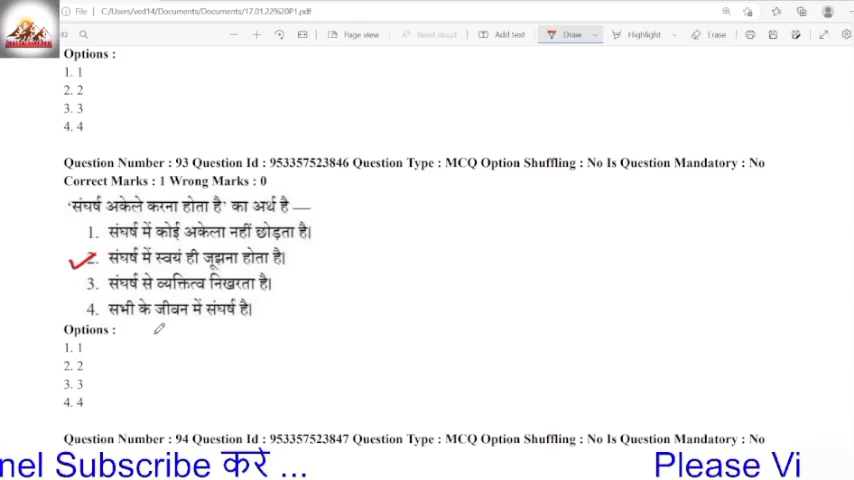 File C:/Users/ved14/Documents/Documents/17.01.22%20P1.pdf
93 Page view Read aloud Add text Draw Highlight Erase
Options :
1. 1
2. 2
3. 3
4. 4
Question Number : 93 Question Id : 953357523846 Question Type : MCQ Option Shuffling : No Is Question Mandatory : No
Correct Marks : 1 Wrong Marks : 0
‘संघर्ष अकेले करना होता है’ का अर्थ है —
1. संघर्ष में कोई अकेला नहीं छोड़ता है।
2. संघर्ष में स्वयं ही जूझना होता है।
3. संघर्ष से व्यक्तित्व निखरता है।
4. सभी के जीवन में संघर्ष है।
Options :
1. 1
2. 2
3. 3
4. 4
Question Number : 94 Question Id : 953357523847 Question Type : MCQ Option Shuffling : No Is Question Mandatory : No
nel Subscribe करे ... Please Vi